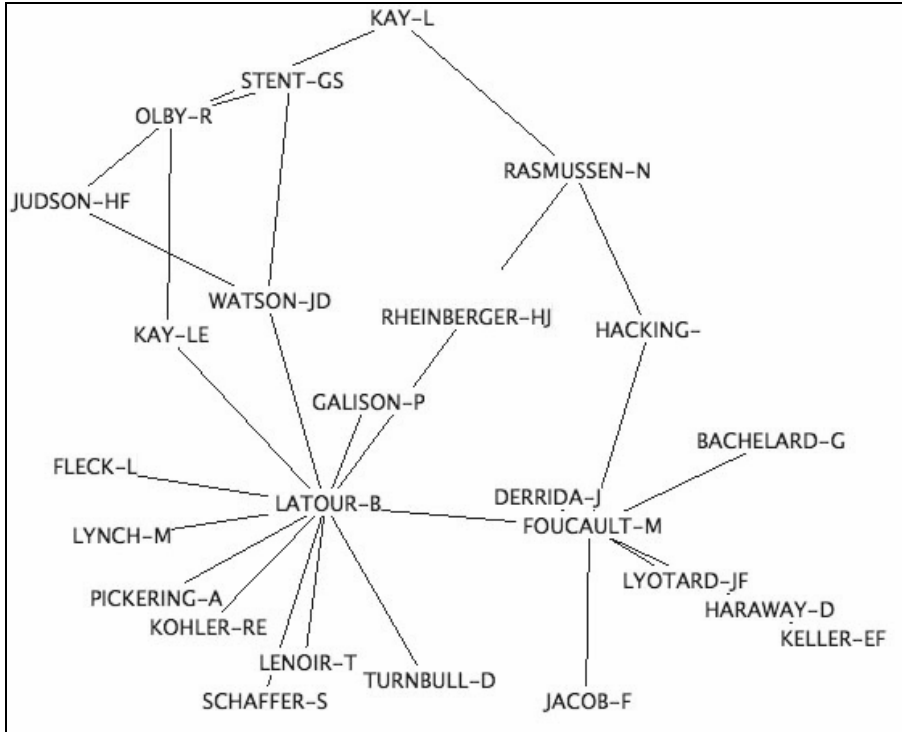 KAY-L
STENT-GS
OLBY-R
RASMUSSEN-N
JUDSON-HF
WATSON-JD
RHEINBERGER-HJ
HACKING-
KAY-LE
GALISON-P
BACHELARD-G
FLECK-L
DERRIDA-J
LATOUR-B
FOUCAULT-M
LYNCH-M
LYOTARD-JF
PICKERING-A
HARAWAY-D
KOHLER-RE
KELLER-EF
LENOIR-T
TURNBULL-D
SCHAFFER-S
JACOB-F